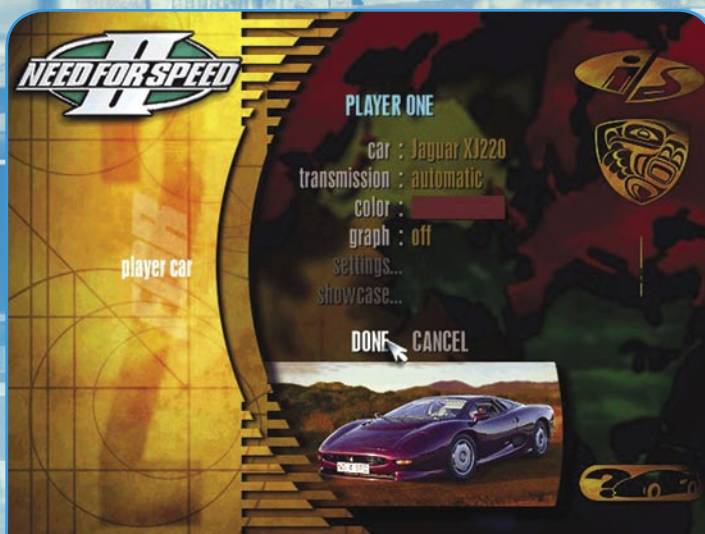 NEED FOR SPEED
II
PLAYER ONE
car : Jaguar XJ220
transmission : automatic
color :
graph : off
settings...
showcase...
player car
DONE CANCEL